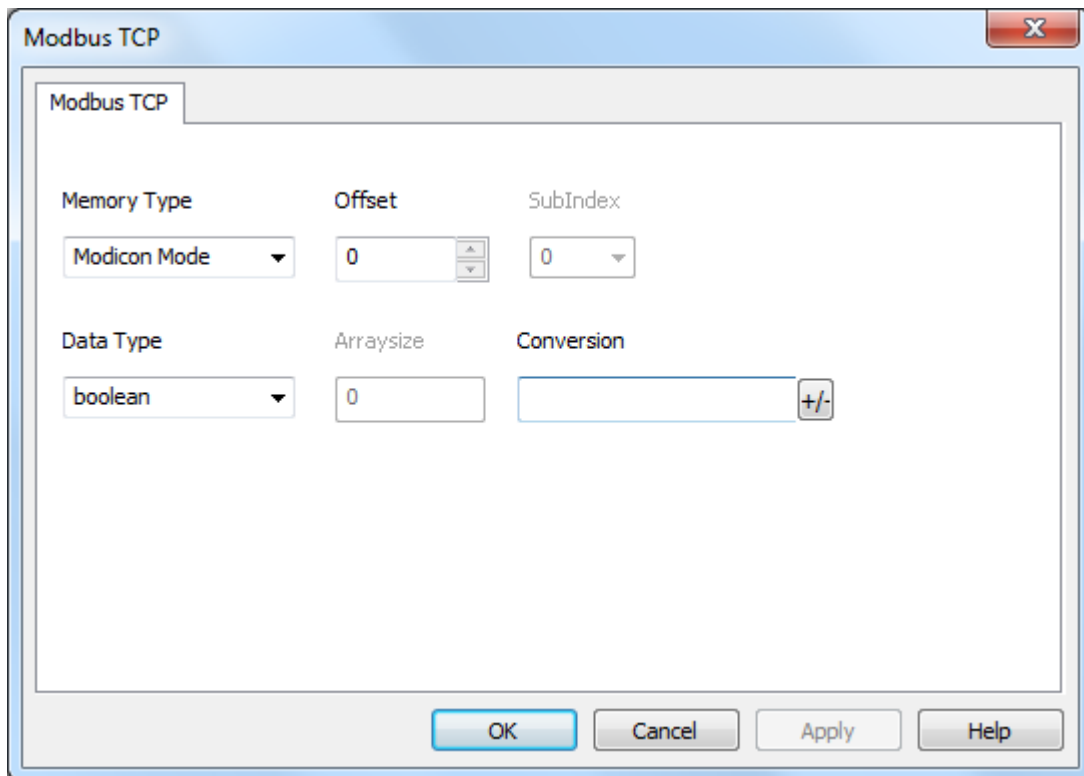 Modbus TCP
Modbus TCP
Memory Type Offset SubIndex
Modicon Mode 0 0
Data Type Arraysize Conversion
boolean 0 +/-
OK Cancel Apply Help